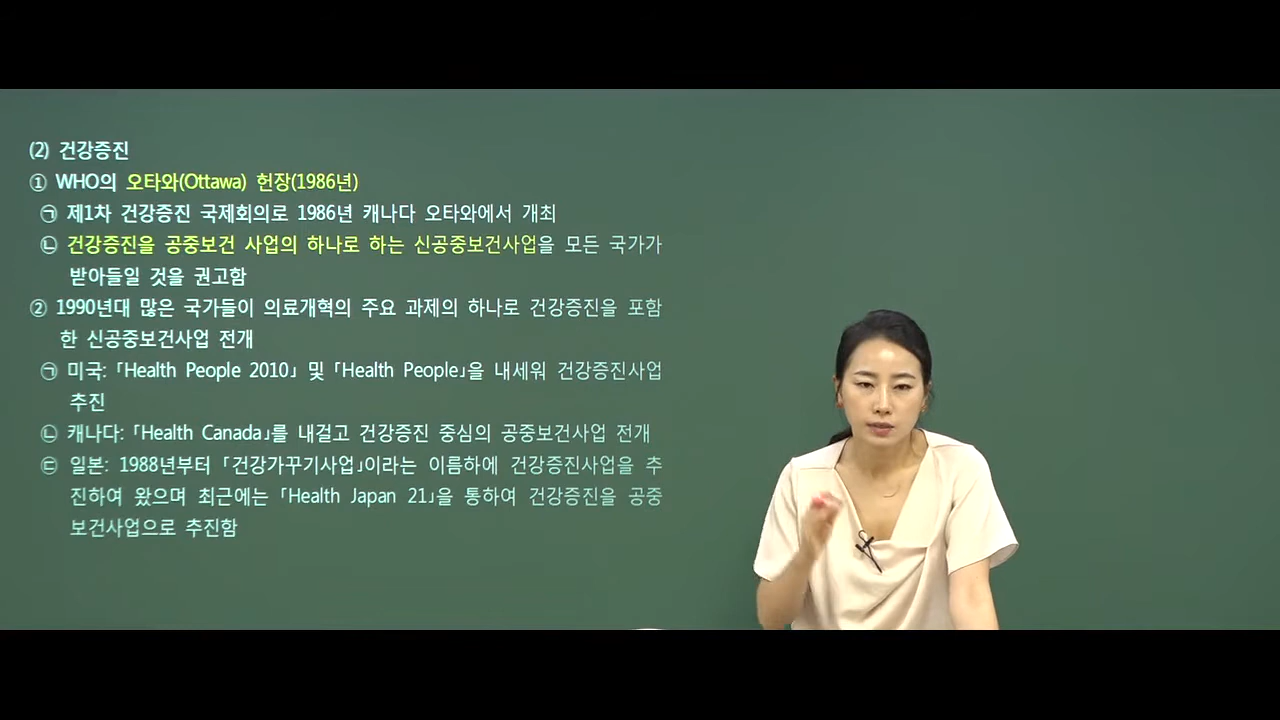 (2) 건강증진
① WHO의 오타와(Ottawa) 헌장(1986년)
㉠ 제1차 건강증진 국제회의로 1986년 캐나다 오타와에서 개최
㉡ 건강증진을 공중보건 사업의 하나로 하는 신공중보건사업을 모든 국가가
받아들일 것을 권고함
② 1990년대 많은 국가들이 의료개혁의 주요 과제의 하나로 건강증진을 포함
한 신공중보건사업 전개
㉠ 미국: 「Health People 2010」 및 「Health People」을 내세워 건강증진사업
추진
㉡ 캐나다: 「Health Canada」를 내걸고 건강증진 중심의 공중보건사업 전개
㉢ 일본: 1988년부터 「건강가꾸기사업」이라는 이름하에 건강증진사업을 추
진하여 왔으며 최근에는 「Health Japan 21」을 통하여 건강증진을 공중
보건사업으로 추진함